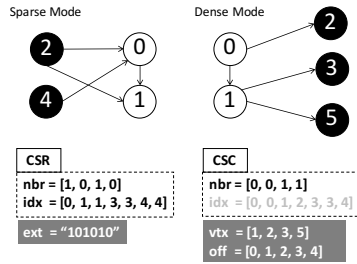 Sparse Mode
2
0
4
1
CSR
nbr = [1, 0, 1, 0]
idx = [0, 1, 1, 3, 3, 4, 4]
ext = “101010”
Dense Mode
2
0
3
1
5
CSC
nbr = [0, 0, 1, 1]
idx = [0, 0, 1, 2, 3, 3, 4]
vtx = [1, 2, 3, 5]
off = [0, 1, 2, 3, 4]